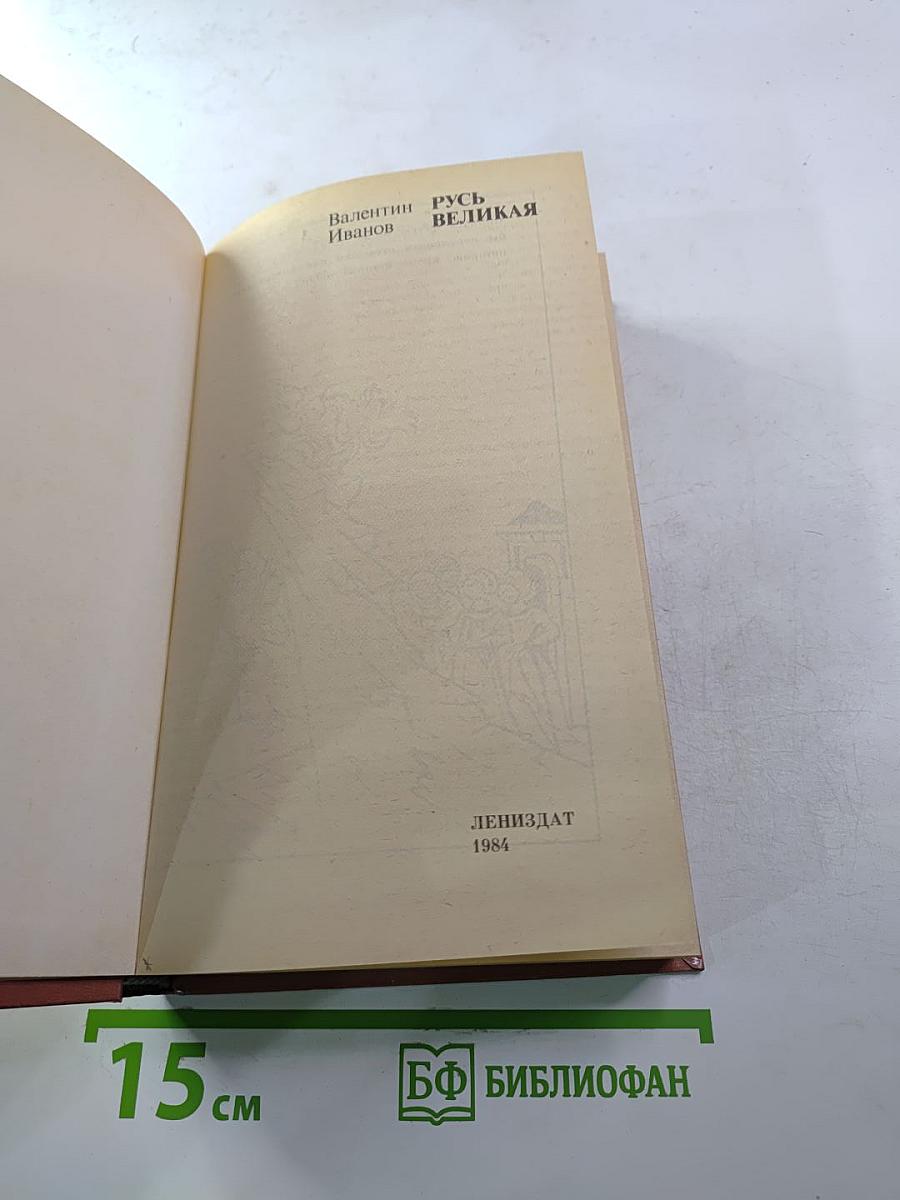 Валентин
Иванов
РУСЬ
ВЕЛИКАЯ
ЛЕНИЗДАТ
1984
15 см
БФ БИБЛИОФАН